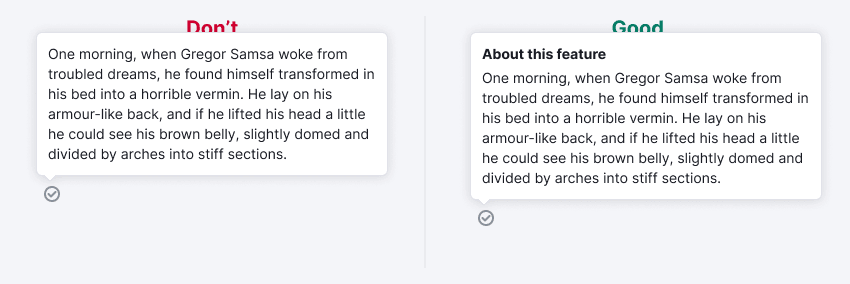 Don't
One morning, when Gregor Samsa woke from
troubled dreams, he found himself transformed in
his bed into a horrible vermin. He lay on his
armour-like back, and if he lifted his head a little
he could see his brown belly, slightly domed and
divided by arches into stiff sections.
Good
About this feature
One morning, when Gregor Samsa woke from
troubled dreams, he found himself transformed in
his bed into a horrible vermin. He lay on his
armour-like back, and if he lifted his head a little
he could see his brown belly, slightly domed and
divided by arches into stiff sections.